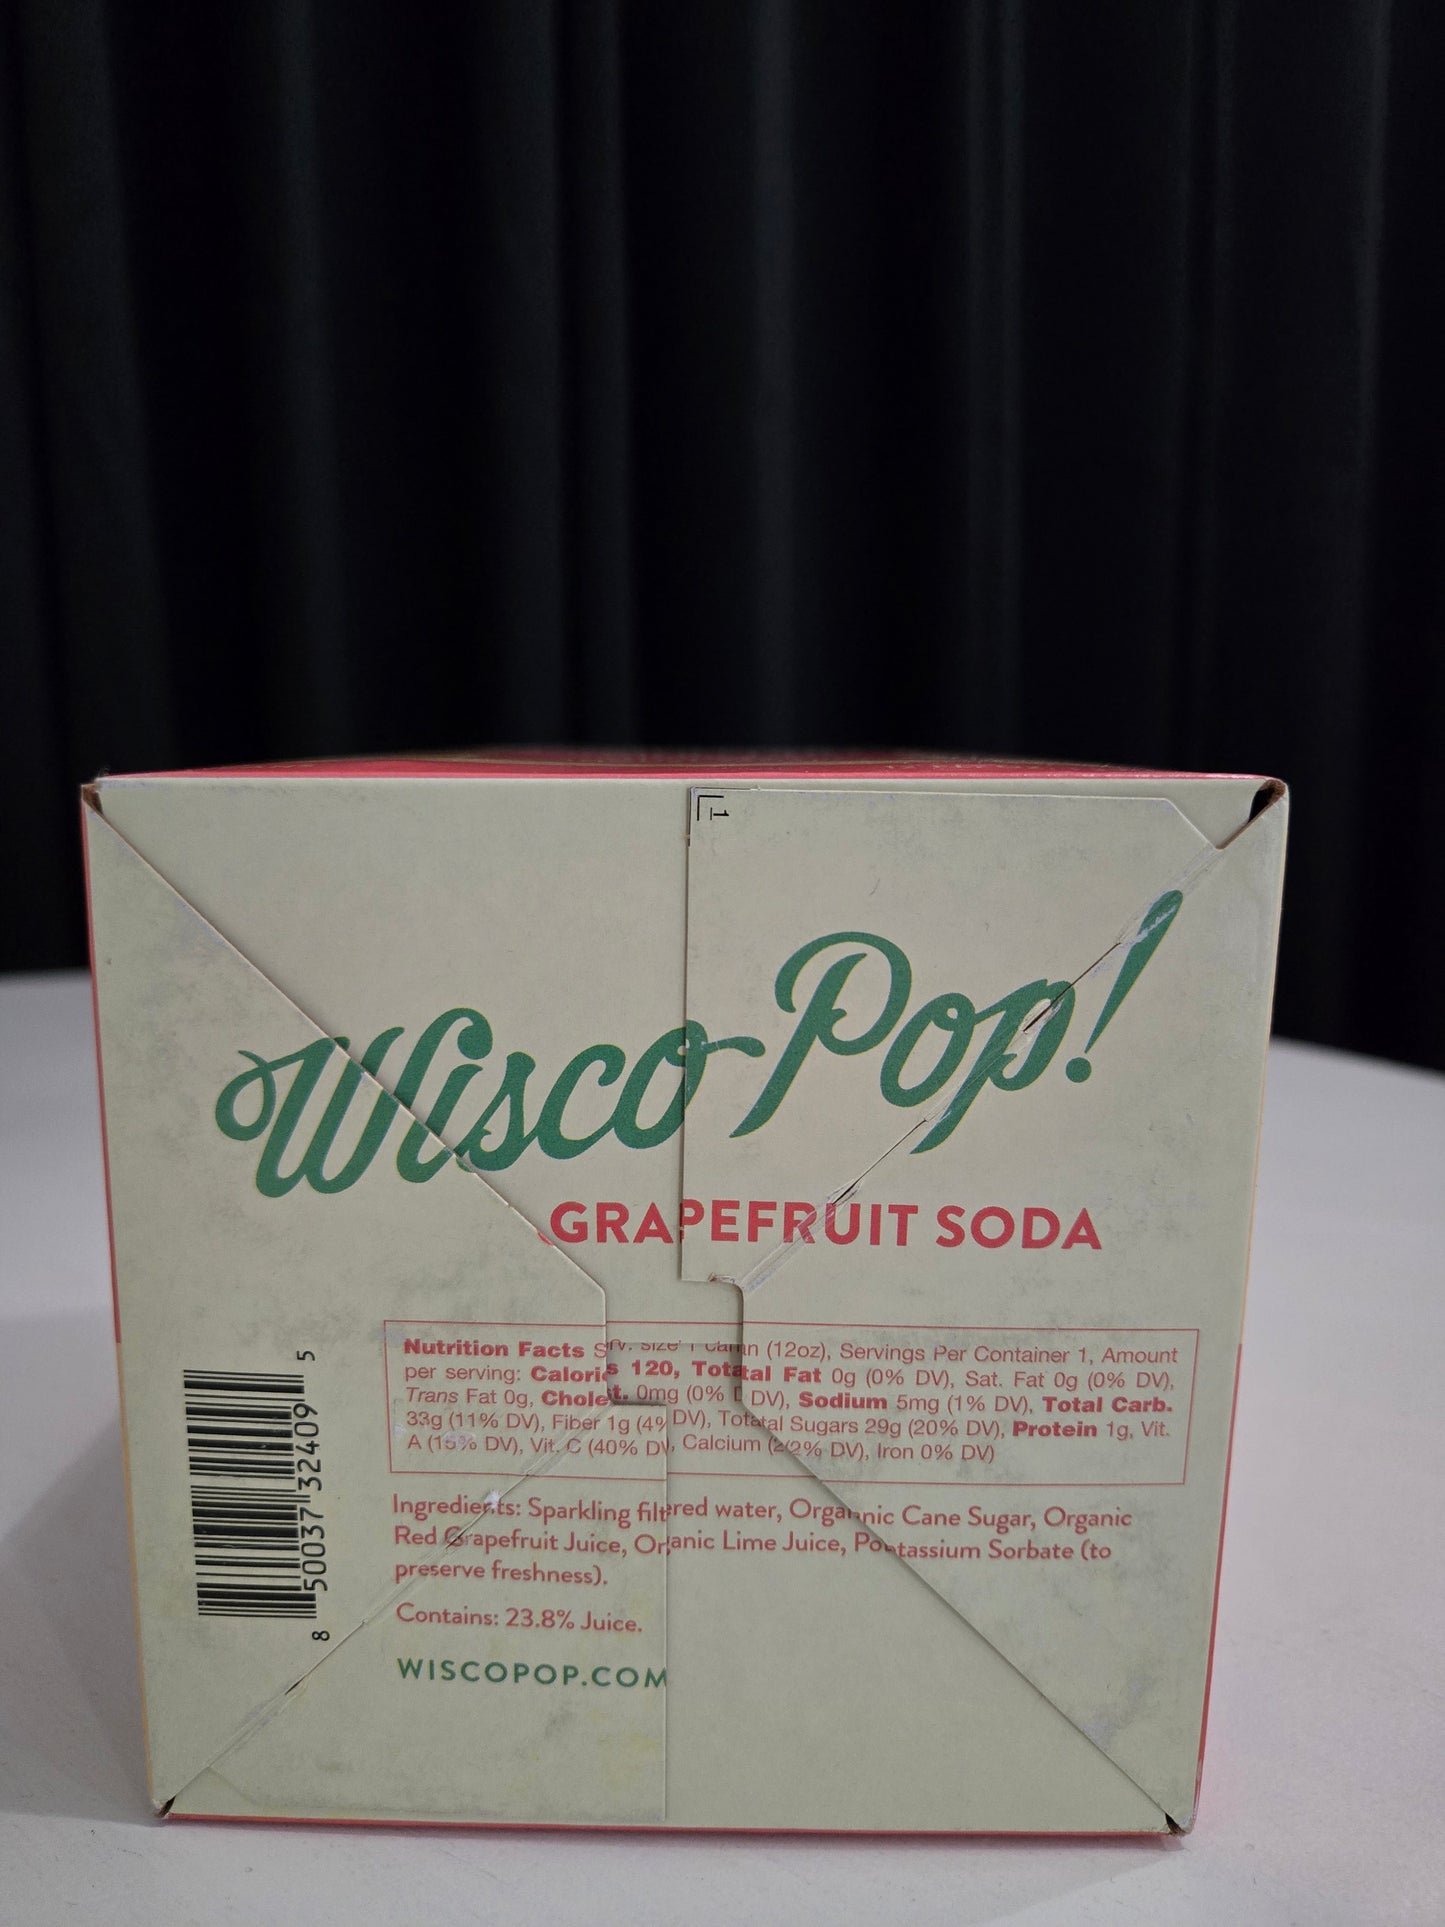 1
Wisco Pop!
GRAPEFRUIT SODA
Nutrition Facts Serv. Size 1 Can (12oz), Servings Per Container 1, Amount
per serving: Calories 120, Total Fat 0g (0% DV), Sat. Fat 0g (0% DV),
Trans Fat 0g, Cholest. 0mg (0% DV), Sodium 5mg (1% DV), Total Carb.
33g (11% DV), Fiber 1g (4% DV), Total Sugars 29g (20% DV), Protein 1g, Vit.
A (15% DV), Vit. C (40% DV), Calcium (2% DV), Iron 0% DV)
Ingredients: Sparkling filtered water, Organic Cane Sugar, Organic
Red Grapefruit Juice, Organic Lime Juice, Potassium Sorbate (to
preserve freshness).
Contains: 23.8% Juice.
WISCOPOP.COM
8 50037 32409 5